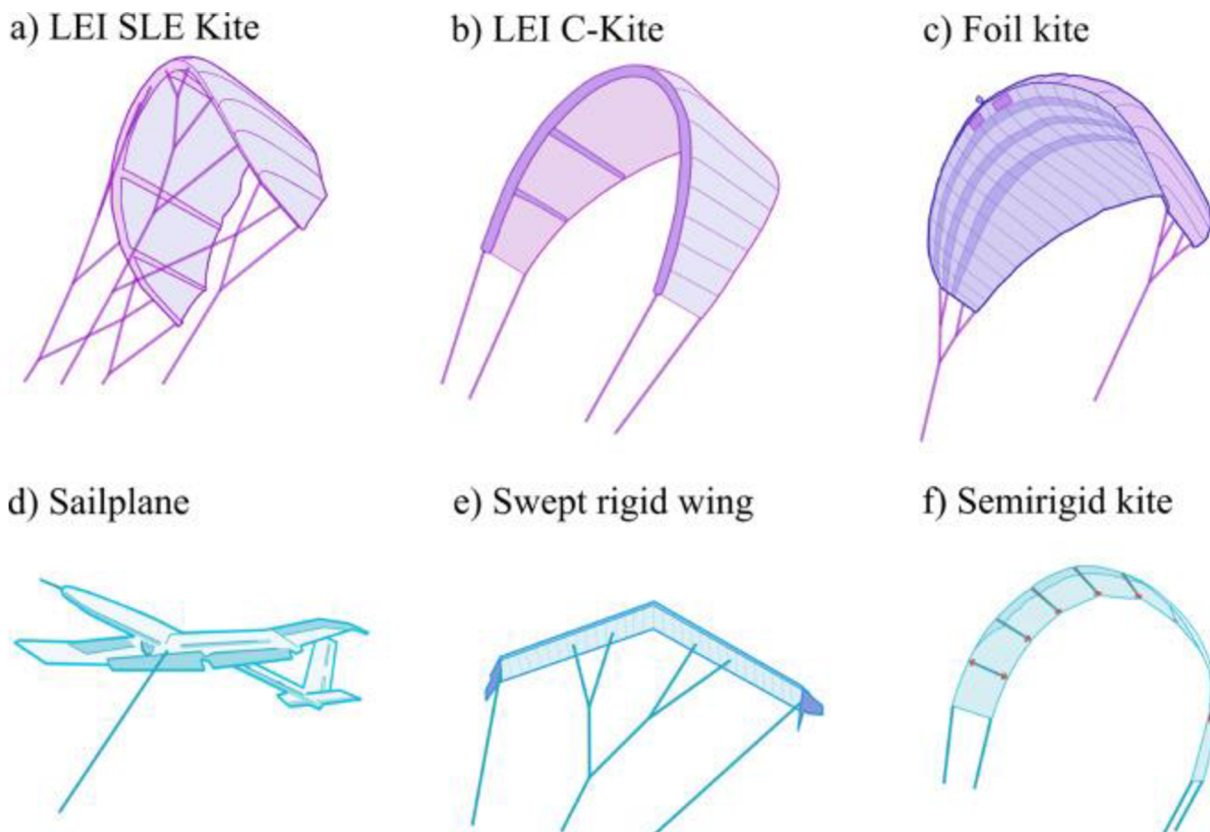 a) LEI SLE Kite
b) LEI C-Kite
c) Foil kite
d) Sailplane
e) Swept rigid wing
f) Semirigid kite